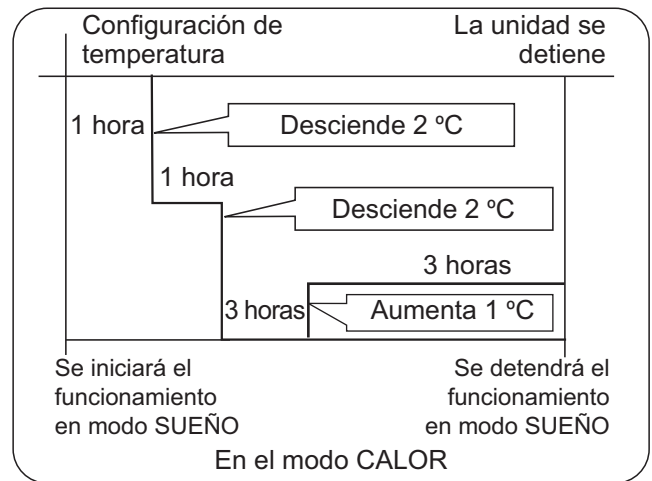 Configuración de
temperatura
La unidad se
detiene
1 hora
Desciende 2 ºC
1 hora
Desciende 2 ºC
3 horas
3 horas
Aumenta 1 ºC
Se iniciará el
funcionamiento
en modo SUEÑO
Se detendrá el
funcionamiento
en modo SUEÑO
En el modo CALOR